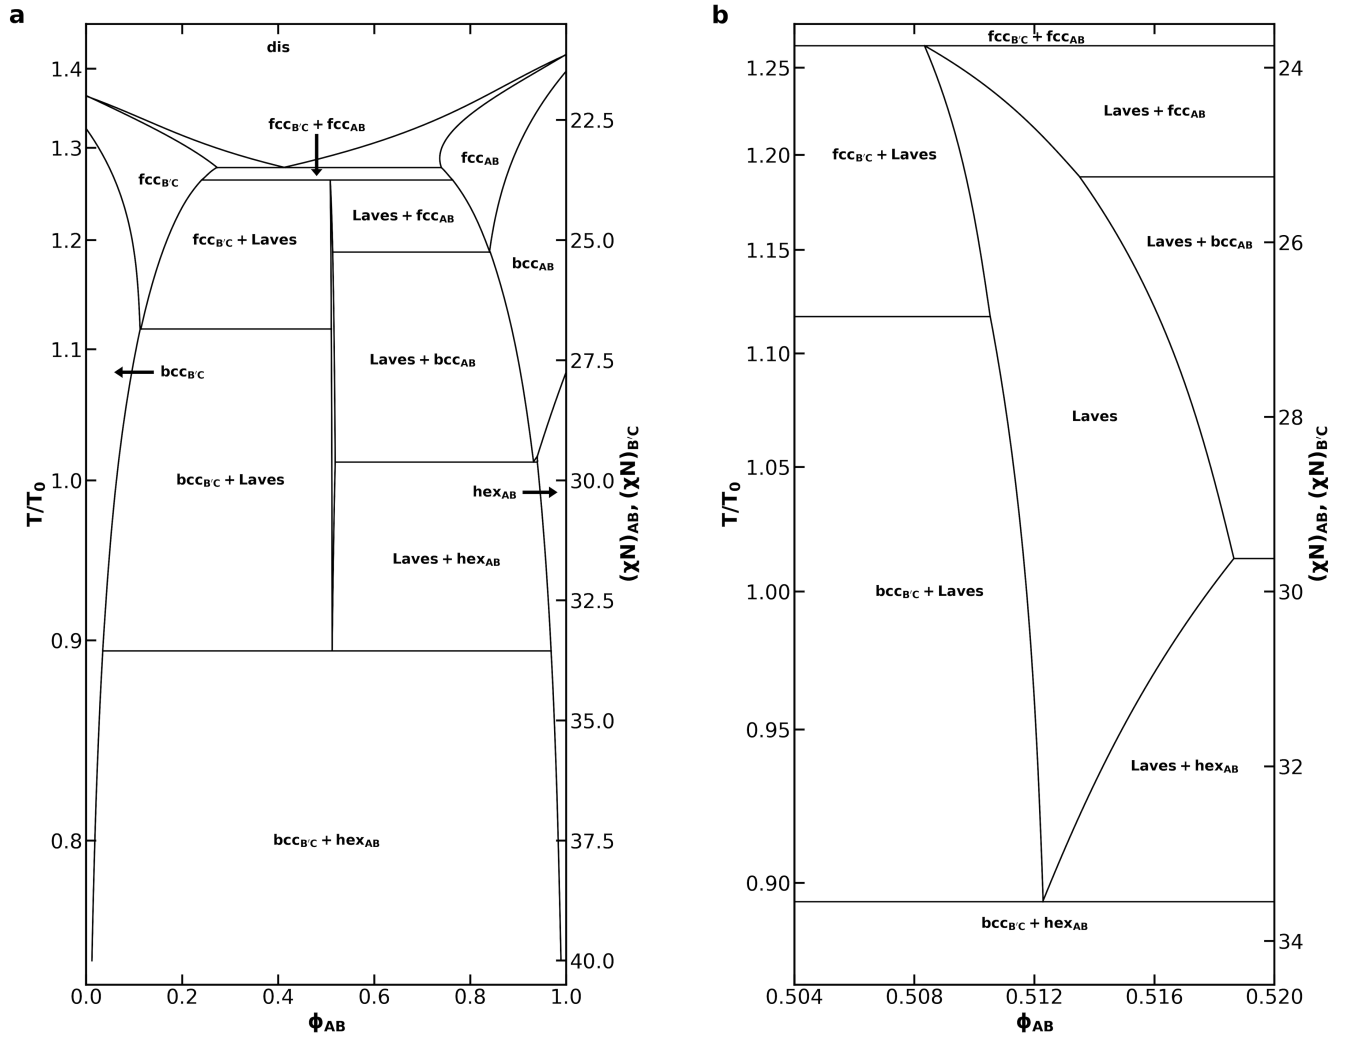 a
dis
fcc_B′C + fcc_AB
fcc_AB
fcc_B′C
Laves + fcc_AB
fcc_B′C + Laves
bcc_AB
Laves + bcc_AB
bcc_B′C
bcc_B′C + Laves
hex_AB
Laves + hex_AB
bcc_B′C + hex_AB
1.4
1.3
1.2
1.1
1.0
0.9
0.8
T/T₀
22.5
25.0
27.5
30.0
32.5
35.0
37.5
40.0
(χN)_AB, (χN)_B′C
0.0 0.2 0.4 0.6 0.8 1.0
ϕ_AB
b
fcc_B′C + fcc_AB
Laves + fcc_AB
fcc_B′C + Laves
Laves + bcc_AB
Laves
bcc_B′C + Laves
Laves + hex_AB
bcc_B′C + hex_AB
1.25
1.20
1.15
1.10
1.05
1.00
0.95
0.90
T/T₀
24
26
28
30
32
34
(χN)_AB, (χN)_B′C
0.504 0.508 0.512 0.516 0.520
ϕ_AB